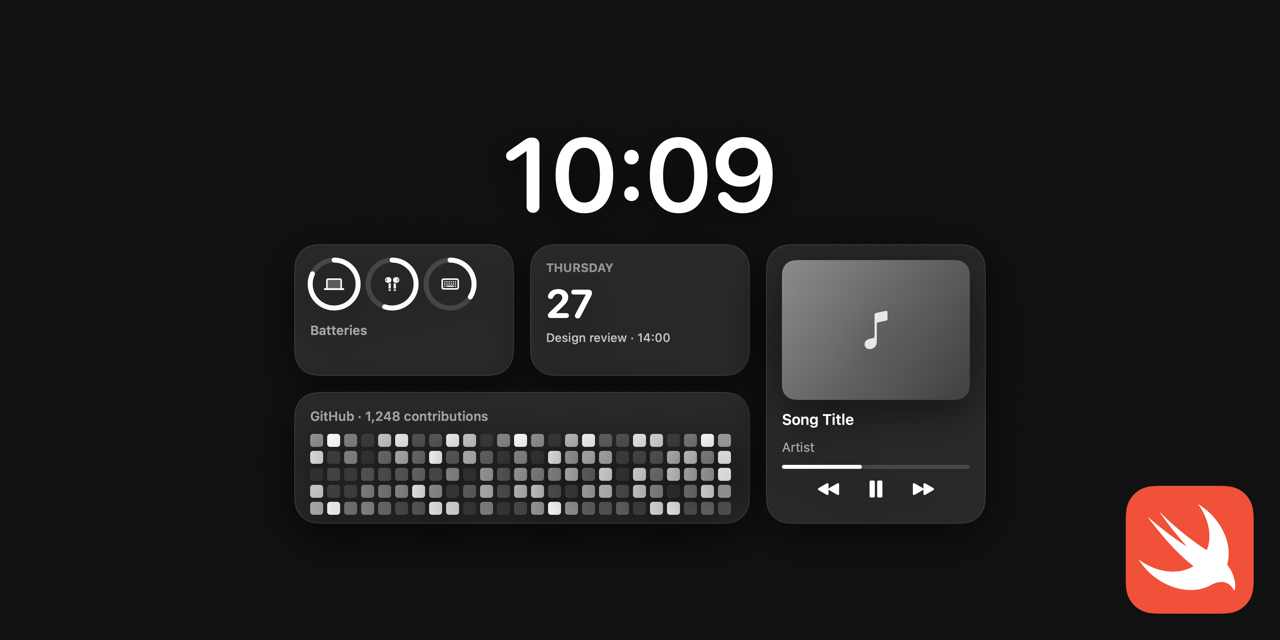 10:09
Batteries
THURSDAY
27
Design review · 14:00
GitHub · 1,248 contributions
Song Title
Artist